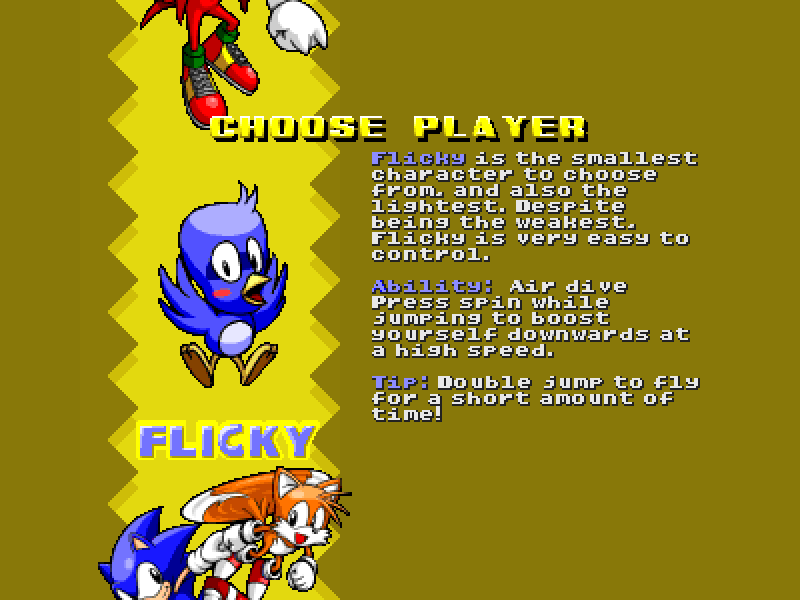 CHOOSE PLAYER
Flicky is the smallest
character to choose
from, and also the
lightest. Despite
being the weakest,
Flicky is very easy to
control.
Ability: Air dive
Press spin while
jumping to boost
yourself downwards at
a high speed.
Tip: Double jump to fly
for a short amount of
time!
FLICKY